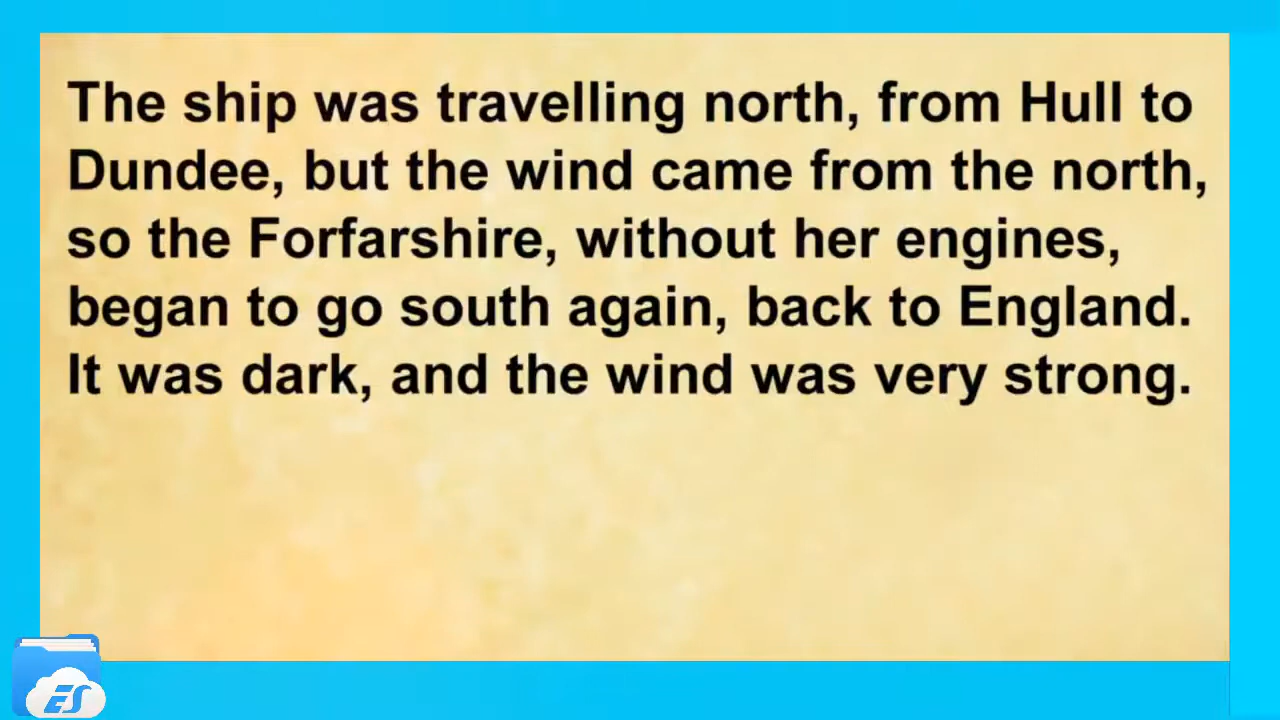 The ship was travelling north, from Hull to
Dundee, but the wind came from the north,
so the Forfarshire, without her engines,
began to go south again, back to England.
It was dark, and the wind was very strong.
ES